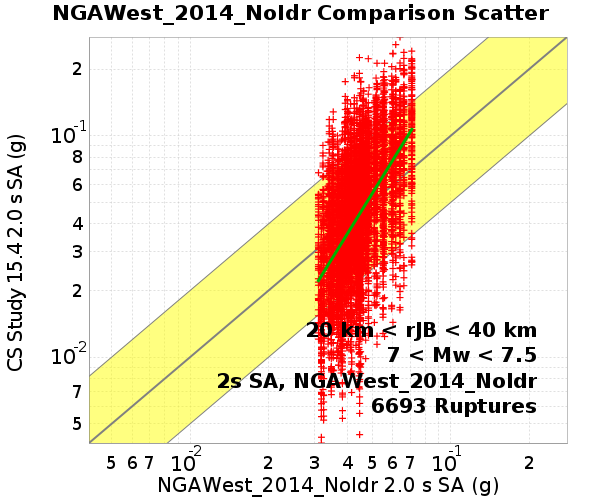 NGAWest_2014_NoIdr Comparison Scatter
2
10-1
8
6
4
3
2
10-2
7
5
CS Study 15.4 2.0 s SA (g)
20 km < rJB < 40 km
7 < Mw < 7.5
2s SA, NGAWest_2014_NoIdr
6693 Ruptures
5 6 7 10-2 2 3 4 5 6 7 10-1 2
NGAWest_2014_NoIdr 2.0 s SA (g)